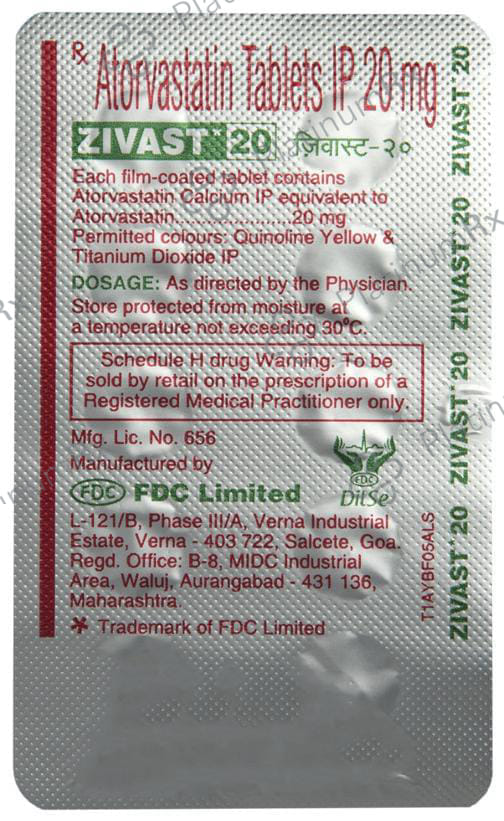 Rx Atorvastatin Tablets IP 20 mg
ZIVAST* 20 ज़िवास्ट-२०
Each film-coated tablet contains
Atorvastatin Calcium IP equivalent to
Atorvastatin......................20 mg
Permitted colours: Quinoline Yellow &
Titanium Dioxide IP
DOSAGE: As directed by the Physician.
Store protected from moisture at
a temperature not exceeding 30°C.
Schedule H drug Warning: To be
sold by retail on the prescription of a
Registered Medical Practitioner only.
Mfg. Lic. No. 656
Manufactured by
FDC FDC Limited
FDC
DilSe
L-121/B, Phase III/A, Verna Industrial
Estate, Verna - 403 722, Salcete, Goa.
Regd. Office: B-8, MIDC Industrial
Area, Waluj, Aurangabad - 431 136,
Maharashtra.
* Trademark of FDC Limited
T1AYBF05ALS
ZIVAST* 20 ZIVAST* 20 ZIVAST* 20 ZIVAST* 20
Platinum Rx